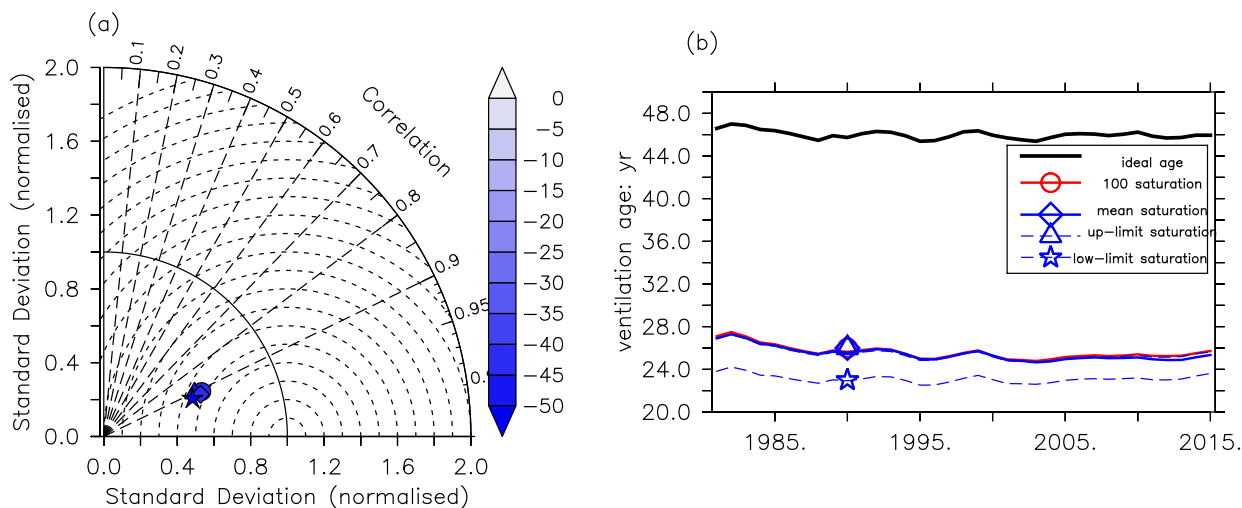 (a)
2.0
1.6
1.2
0.8
0.4
0.0
Standard Deviation (normalised)
0.0 0.4 0.8 1.2 1.6 2.0
Standard Deviation (normalised)
0.1
0.2
0.3
0.4
0.5
0.6
0.7
0.8
0.9
0.95
Correlation
0
−5
−10
−15
−20
−25
−30
−35
−40
−45
−50
(b)
ventilation age: yr
48.0
44.0
40.0
36.0
32.0
28.0
24.0
20.0
1985. 1995. 2005. 2015.
ideal age
100 saturation
mean saturation
up−limit saturation
low−limit saturation